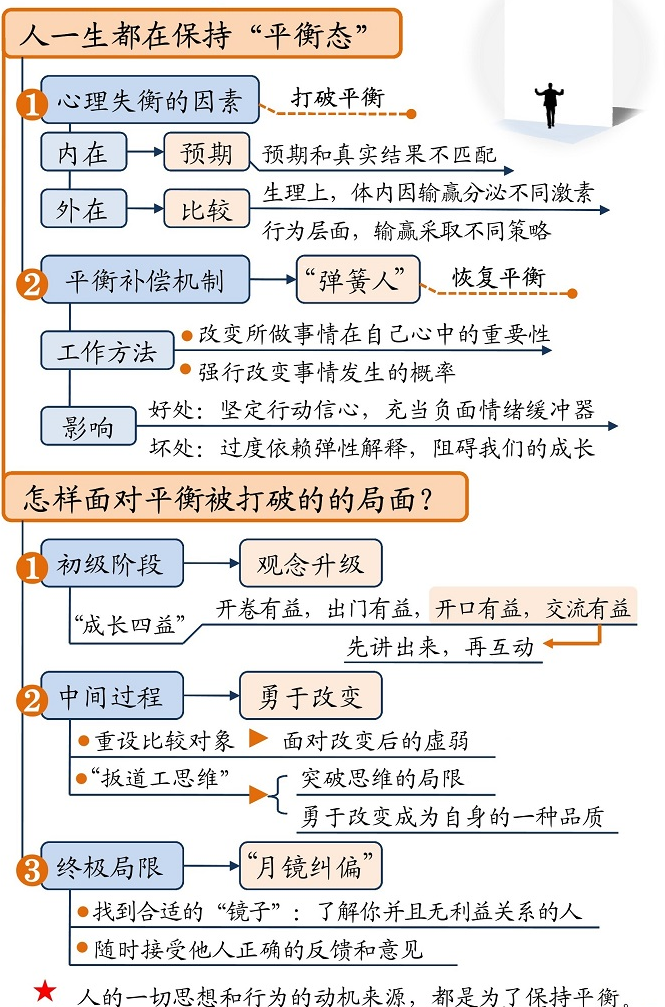 人一生都在保持“平衡态”
1 心理失衡的因素 打破平衡
内在 预期 预期和真实结果不匹配
外在 比较 生理上，体内因输赢分泌不同激素
行为层面，输赢采取不同策略
2 平衡补偿机制 “弹簧人” 恢复平衡
工作方法 改变所做事情在自己心中的重要性
强行改变事情发生的概率
影响 好处：坚定行动信心，充当负面情绪缓冲器
坏处：过度依赖弹性解释，阻碍我们的成长
怎样面对平衡被打破的的局面？
1 初级阶段 观念升级
“成长四益” 开卷有益，出门有益，开口有益，交流有益
先讲出来，再互动
2 中间过程 勇于改变
重设比较对象 面对改变后的虚弱
“扳道工思维” 突破思维的局限
勇于改变成为自身的一种品质
3 终极局限 “月镜纠偏”
找到合适的“镜子”：了解你并且无利益关系的人
随时接受他人正确的反馈和意见
人的一切思想和行为的动机来源，都是为了保持平衡。